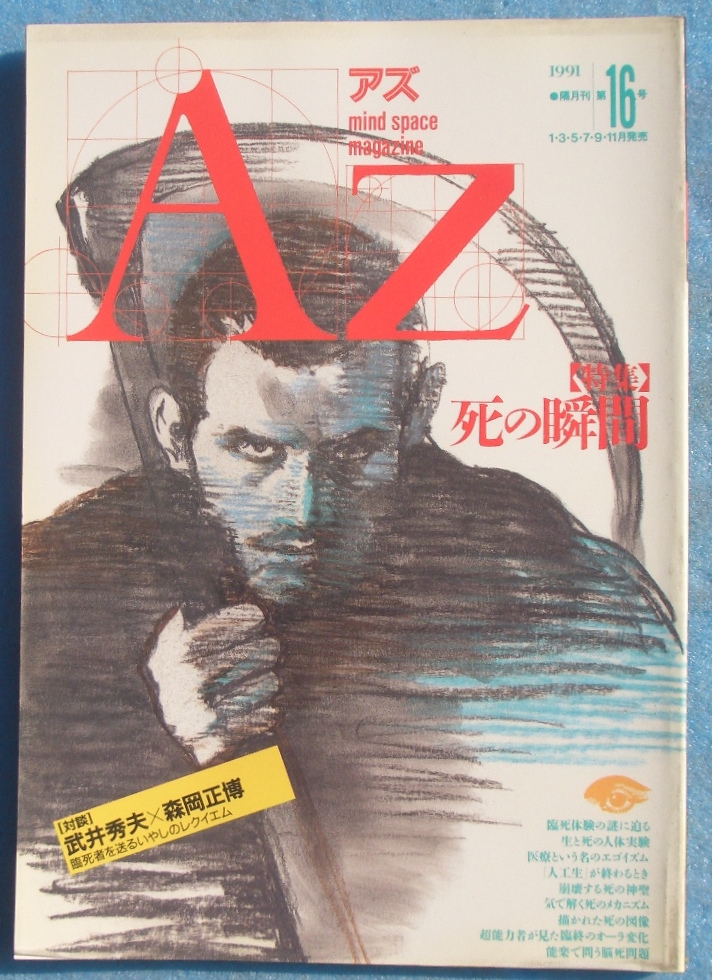 Az
アズ
mind space
magazine
1991
●隔月刊 第16号
1・3・5・7・9・11月発売
【特集】
死の瞬間
[対談]
武井秀夫×森岡正博
臨死者を送るいやしのレクイエム
臨死体験の謎に迫る
生と死の人体実験
医療という名のエゴイズム
「人工生」が終わるとき
崩壊する死の神聖
気で解く死のメカニズム
描かれた死の図像
超能力者が見た臨終のオーラ変化
能楽で問う脳死問題